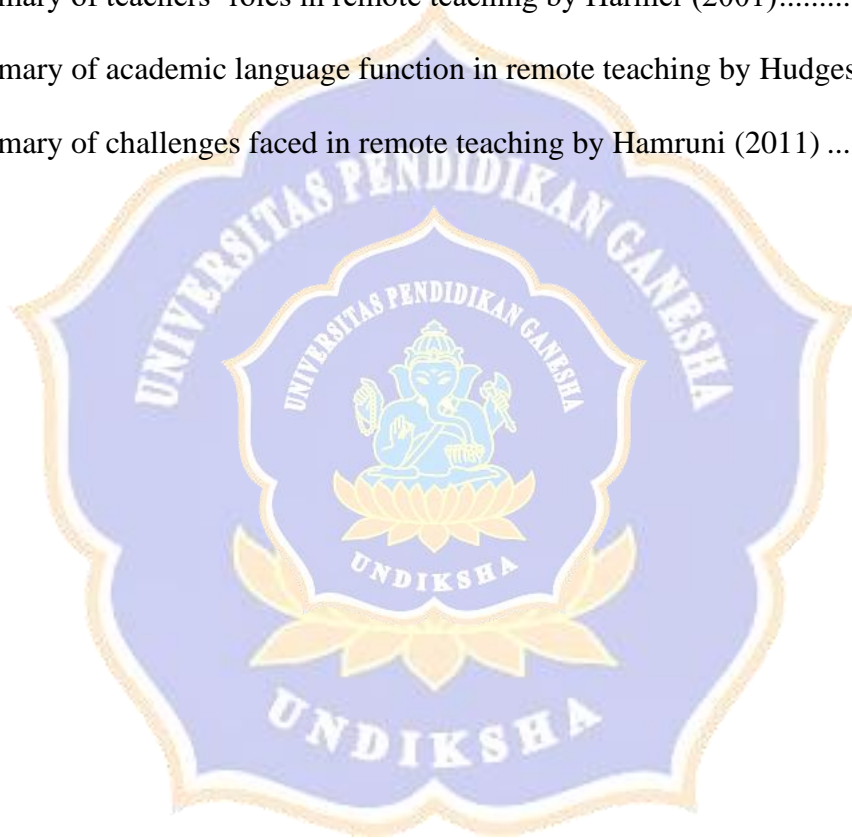 mary of teachers' roles in remote teaching by Harmer (2001).........
mary of academic language function in remote teaching by Hudges
mary of challenges faced in remote teaching by Hamruni (2011) ...
UNIVERSITAS PENDIDIKAN GANESHA
UNIVERSITAS PENDIDIKAN GANESHA
UNDIKSHA
UNDIKSHA